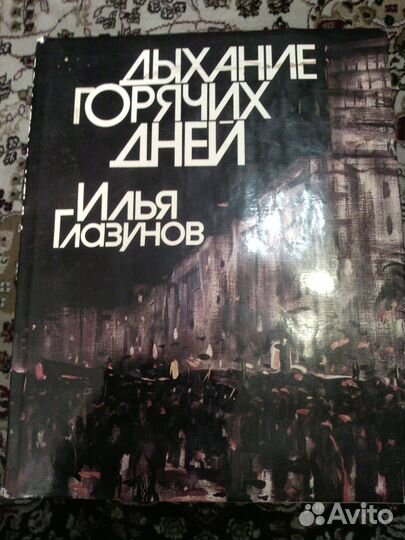 ДЫХАНИЕ
ГОРЯЧИХ
ДНЕЙ
ИЛЬЯ
ГЛАЗУНОВ
Avito